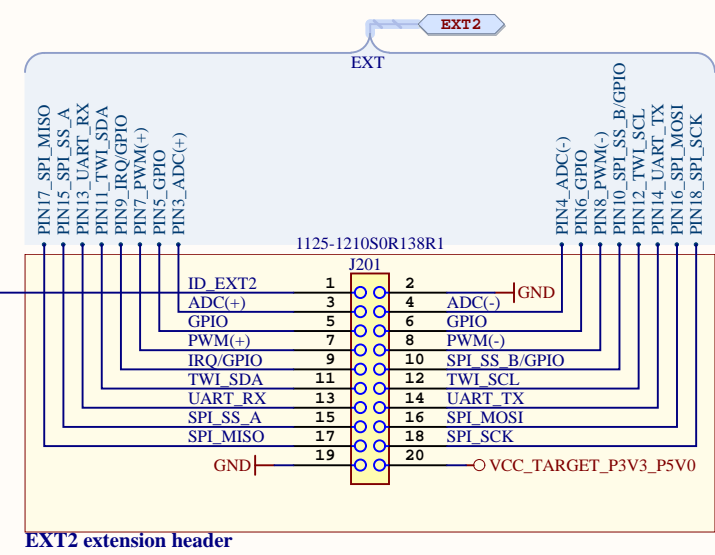 EXT2
EXT
PIN17_SPI_MISO
PIN15_SPI_SS_A
PIN13_UART_RX
PIN11_TWI_SDA
PIN9_IRQ/GPIO
PIN7_PWM(+)
PIN5_GPIO
PIN3_ADC(+)
PIN4_ADC(-)
PIN6_GPIO
PIN8_PWM(-)
PIN10_SPI_SS_B/GPIO
PIN12_TWI_SCL
PIN14_UART_TX
PIN16_SPI_MOSI
PIN18_SPI_SCK
1125-1210S0R138R1
J201
ID_EXT2 1 2 GND
ADC(+) 3 4 ADC(-)
GPIO 5 6 GPIO
PWM(+) 7 8 PWM(-)
IRQ/GPIO 9 10 SPI_SS_B/GPIO
TWI_SDA 11 12 TWI_SCL
UART_RX 13 14 UART_TX
SPI_SS_A 15 16 SPI_MOSI
SPI_MISO 17 18 SPI_SCK
GND 19 20 VCC_TARGET_P3V3_P5V0
EXT2 extension header